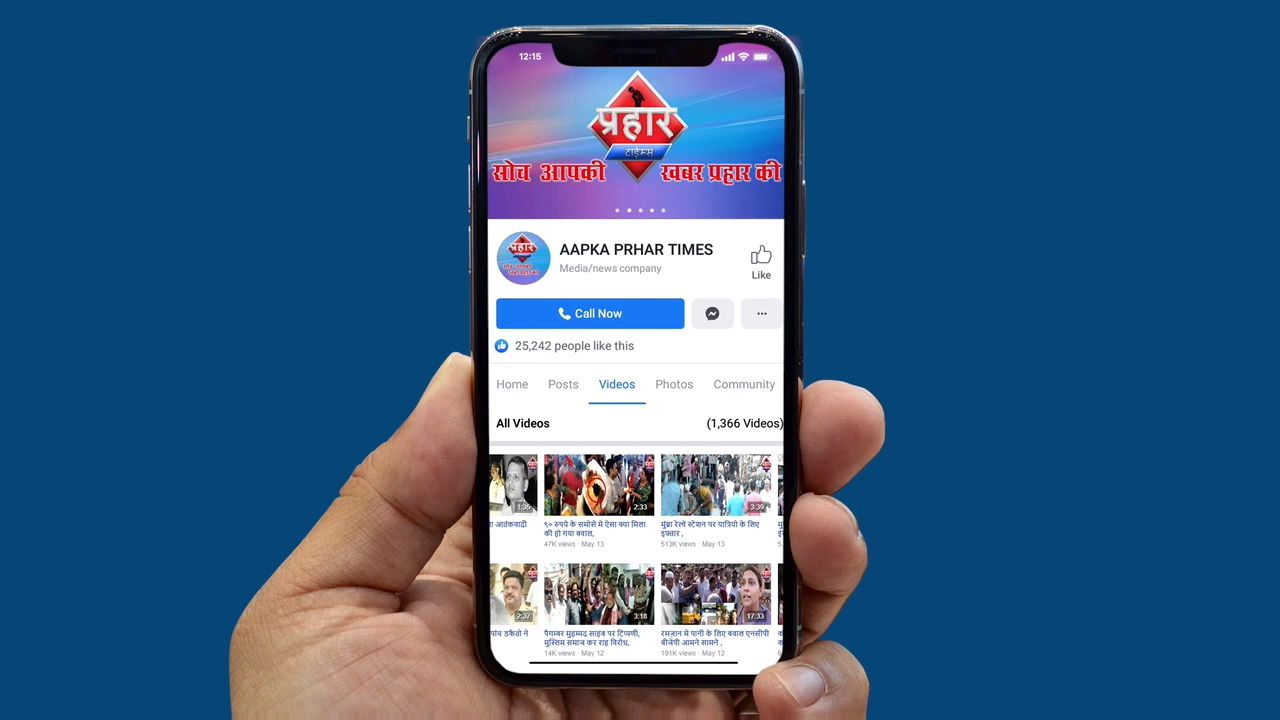 12:15
प्रहार
टाईम्स
सोच आपकी
खबर प्रहार की
प्रहार
AAPKA PRHAR TIMES
Media/news company
Like
Call Now
25,242 people like this
Home
Posts
Videos
Photos
Community
All Videos
(1,366 Videos)
1:35
2:33
3:39
ा आतंकवादी
९० रुपये के समोसे मे ऐसा क्या मिला
की हो गया बवाल,
47K views · May 13
मुंब्रा रेल्वे स्टेशन पर यात्रियो के लिए
इफ्तार ,
513K views · May 13
2:37
3:18
17:33
पांच डकैतो ने
पैगम्बर मुहम्मद साहब पर टिप्पणी,
मुस्लिम समाज कर राह विरोध,
14K views · May 12
रमज़ान मे पानी के लिए बवाल एनसीपी
बीजेपी आमने सामने ,
191K views · May 12